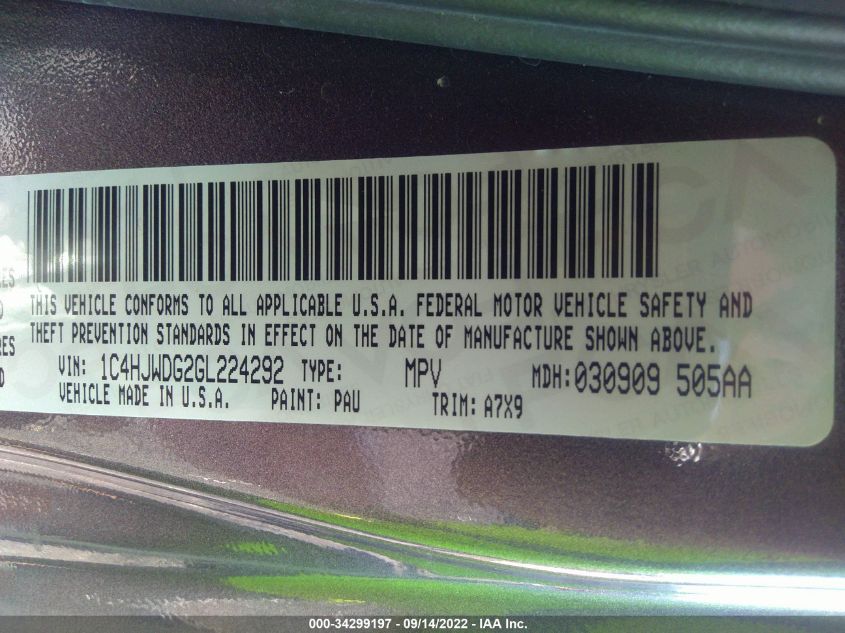 THIS VEHICLE CONFORMS TO ALL APPLICABLE U.S.A. FEDERAL MOTOR VEHICLE SAFETY AND
THEFT PREVENTION STANDARDS IN EFFECT ON THE DATE OF MANUFACTURE SHOWN ABOVE.
VIN: 1C4HJWDG2GL224292 TYPE: MPV MDH:030909 505AA
VEHICLE MADE IN U.S.A. PAINT: PAU TRIM: A7X9
000-34299197 - 09/14/2022 - IAA Inc.